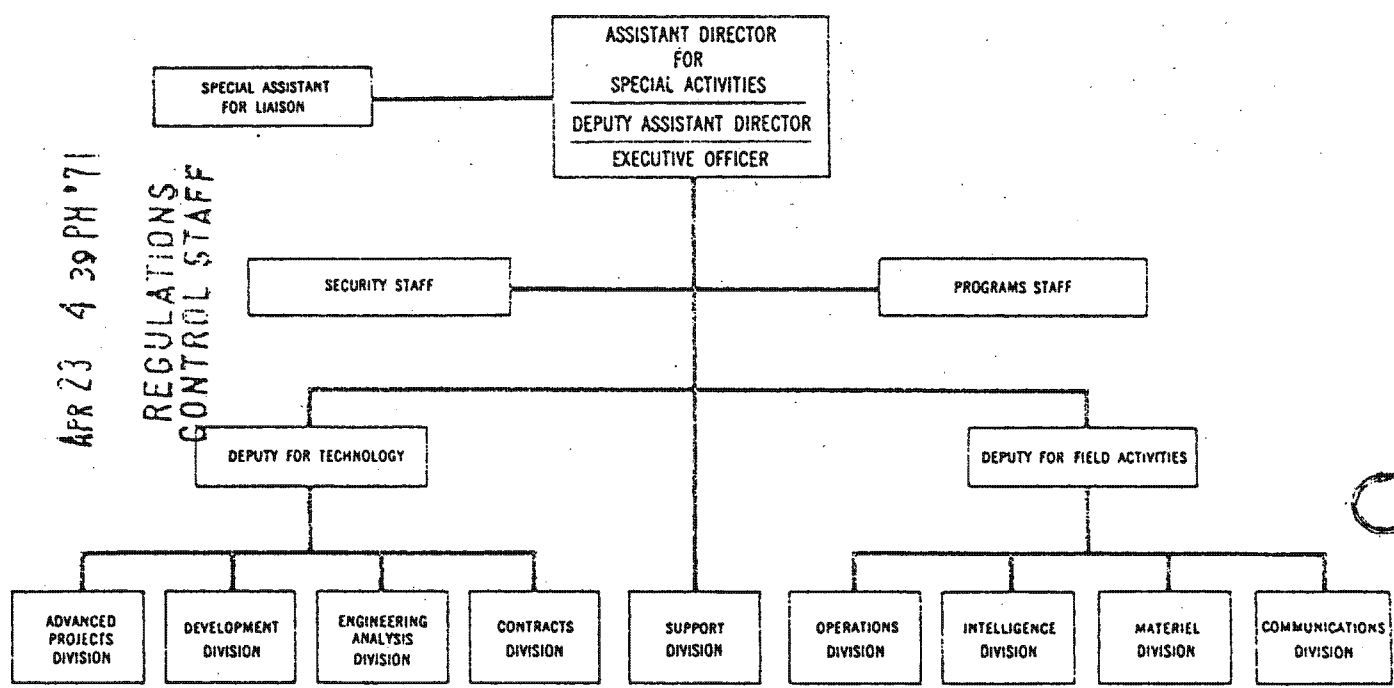 ASSISTANT DIRECTOR
FOR
SPECIAL ACTIVITIES
DEPUTY ASSISTANT DIRECTOR
EXECUTIVE OFFICER
SPECIAL ASSISTANT
FOR LIAISON
APR 23 4 39 PM '71
REGULATIONS
CONTROL STAFF
SECURITY STAFF
PROGRAMS STAFF
DEPUTY FOR TECHNOLOGY
DEPUTY FOR FIELD ACTIVITIES
ADVANCED
PROJECTS
DIVISION
DEVELOPMENT
DIVISION
ENGINEERING
ANALYSIS
DIVISION
CONTRACTS
DIVISION
SUPPORT
DIVISION
OPERATIONS
DIVISION
INTELLIGENCE
DIVISION
MATERIEL
DIVISION
COMMUNICATIONS
DIVISION